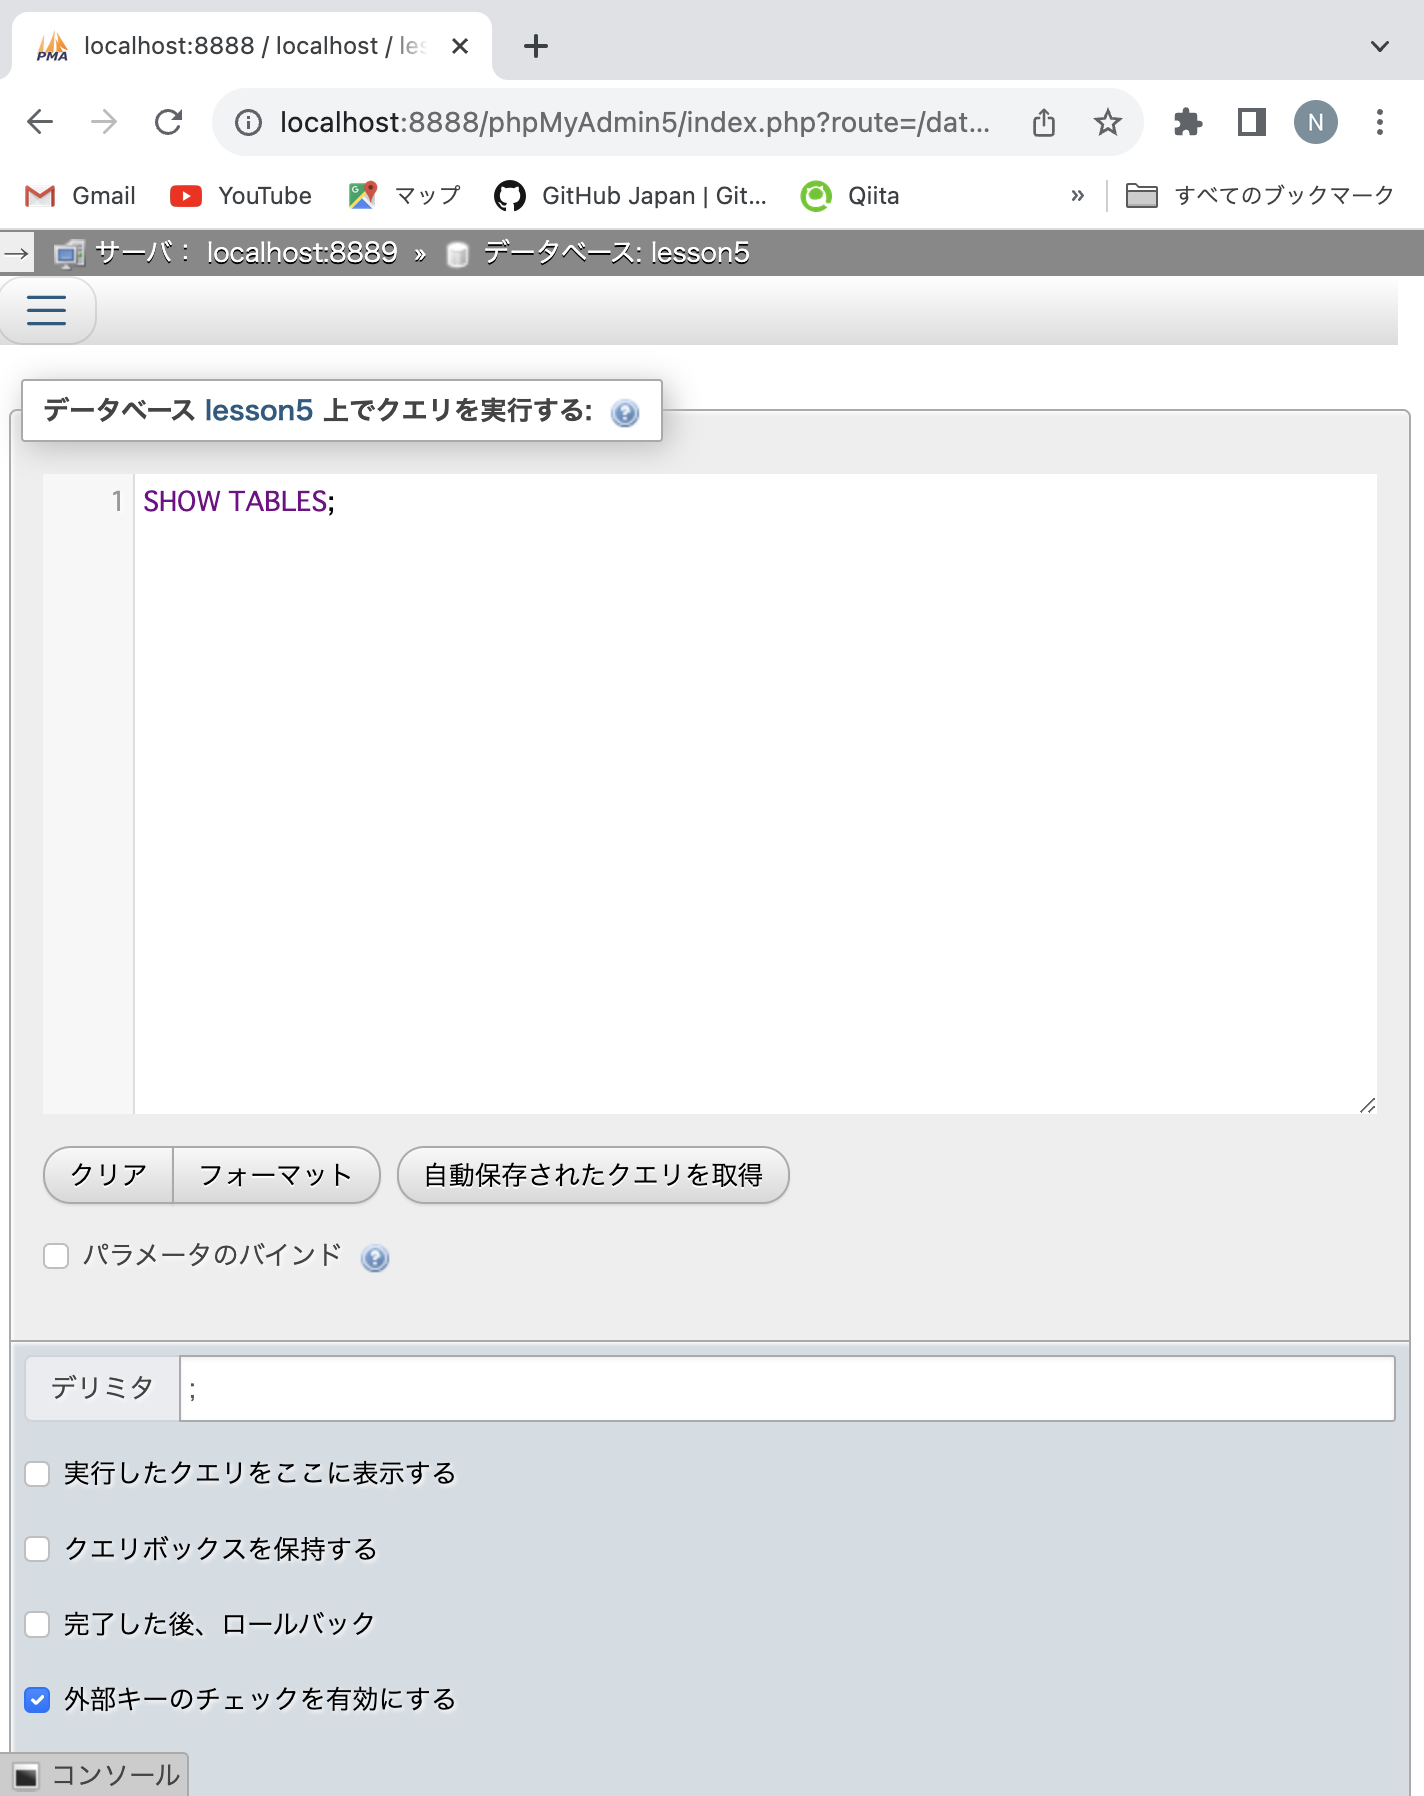 PMA localhost:8888 / localhost / les
localhost:8888/phpMyAdmin5/index.php?route=/dat...
N
Gmail YouTube マップ GitHub Japan | Git... Qiita » すべてのブックマーク
→ サーバ： localhost:8889 » データベース: lesson5
データベース lesson5 上でクエリを実行する:
1 SHOW TABLES;
クリア フォーマット 自動保存されたクエリを取得
パラメータのバインド
デリミタ ;
実行したクエリをここに表示する
クエリボックスを保持する
完了した後、ロールバック
外部キーのチェックを有効にする
コンソール